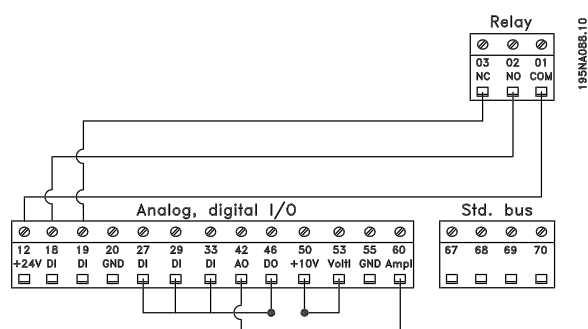 Relay
03 02 01
NC NO COM
195NA088.10
Analog, digital I/O
Std. bus
12 18 19 20 27 29 33 42 46 50 53 55 60
+24V DI DI GND DI DI DI AO DO +10V VoltI GND AmpI
67 68 69 70